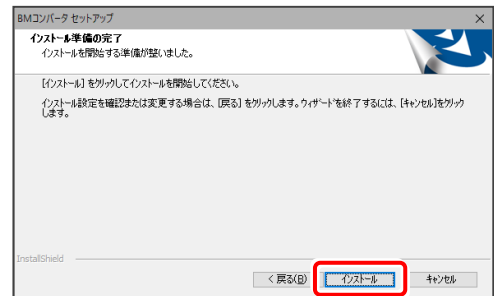 BMコンバータ セットアップ
インストール準備の完了
インストールを開始する準備が整いました。
[インストール] をクリックしてインストールを開始してください。
インストール設定を確認または変更する場合は、[戻る] をクリックします。ウィザードを終了するには、[キャンセル]をクリック
します。
InstallShield
< 戻る(B)
インストール
キャンセル